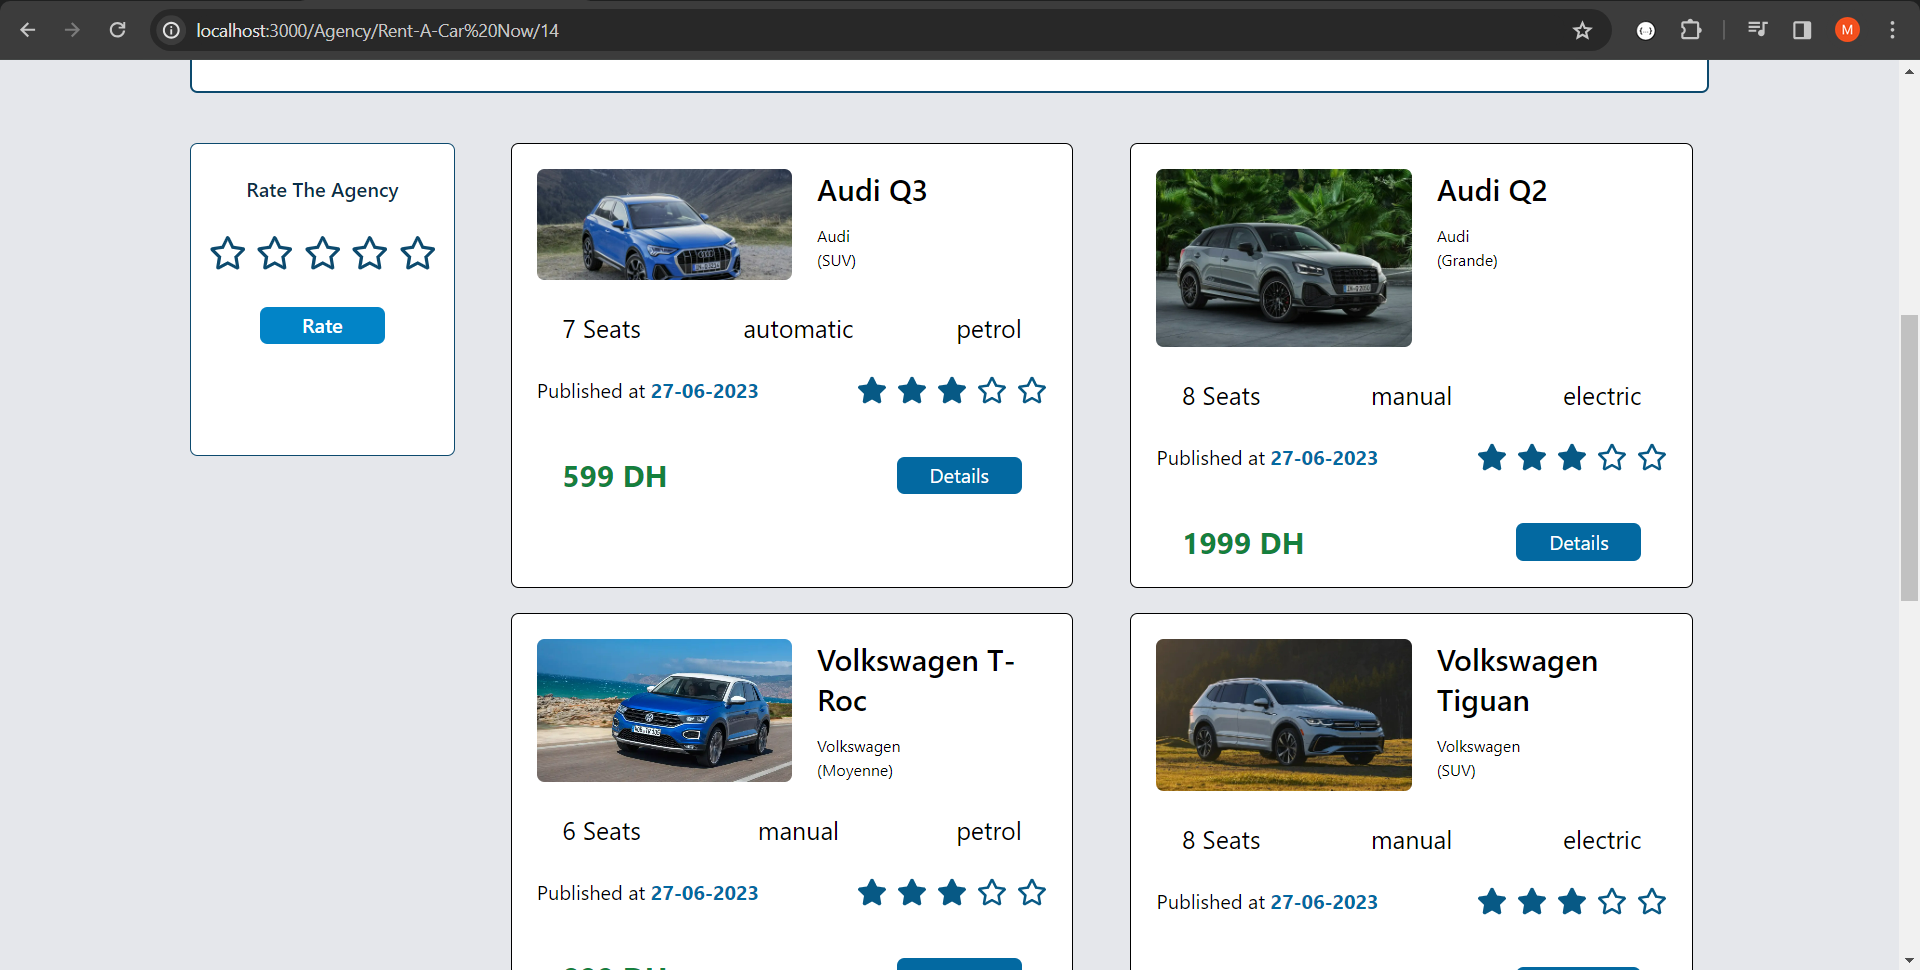 localhost:3000/Agency/Rent-A-Car%20Now/14
M
Rate The Agency
Rate
Audi Q3
Audi
(SUV)
7 Seats automatic petrol
Published at 27-06-2023
599 DH Details
Audi Q2
Audi
(Grande)
8 Seats manual electric
Published at 27-06-2023
1999 DH Details
Volkswagen T-
Roc
Volkswagen
(Moyenne)
6 Seats manual petrol
Published at 27-06-2023
Volkswagen
Tiguan
Volkswagen
(SUV)
8 Seats manual electric
Published at 27-06-2023